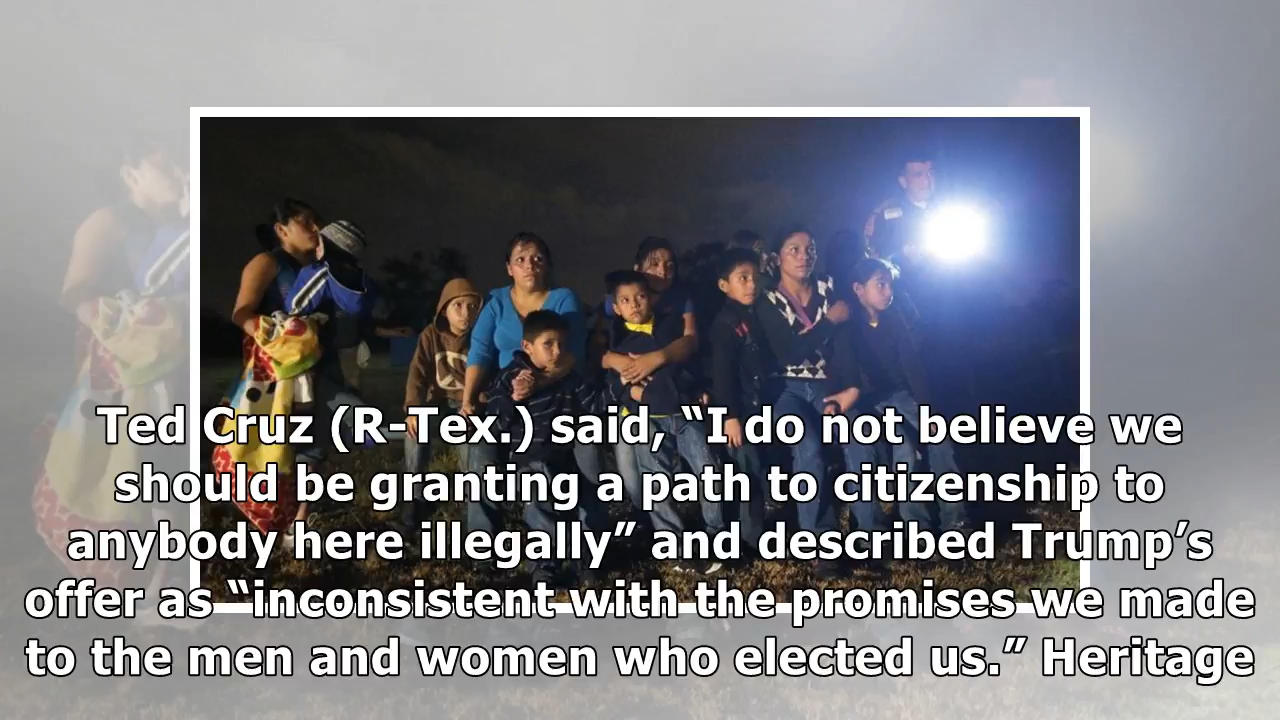 Ted Cruz (R-Tex.) said, “I do not believe we
should be granting a path to citizenship to
anybody here illegally” and described Trump’s
offer as “inconsistent with the promises we made
to the men and women who elected us.” Heritage